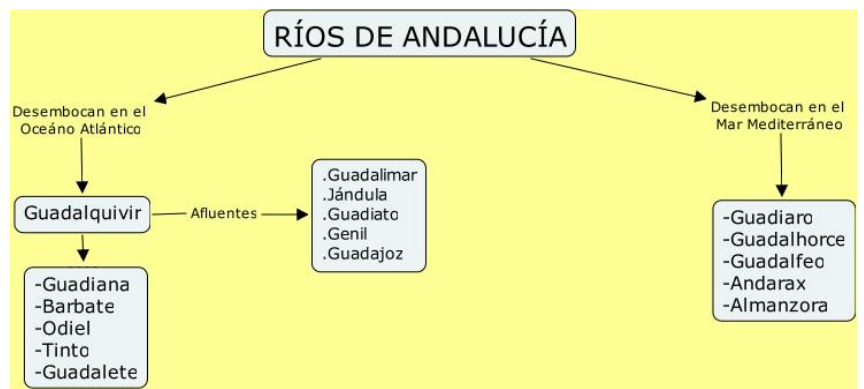 RÍOS DE ANDALUCÍA
Desembocan en el
Oceáno Atlántico
Guadalquivir
Afluentes
.Guadalimar
.Jándula
.Guadiato
.Genil
.Guadajoz
-Guadiana
-Barbate
-Odiel
-Tinto
-Guadalete
Desembocan en el
Mar Mediterráneo
-Guadiaro
-Guadalhorce
-Guadalfeo
-Andarax
-Almanzora